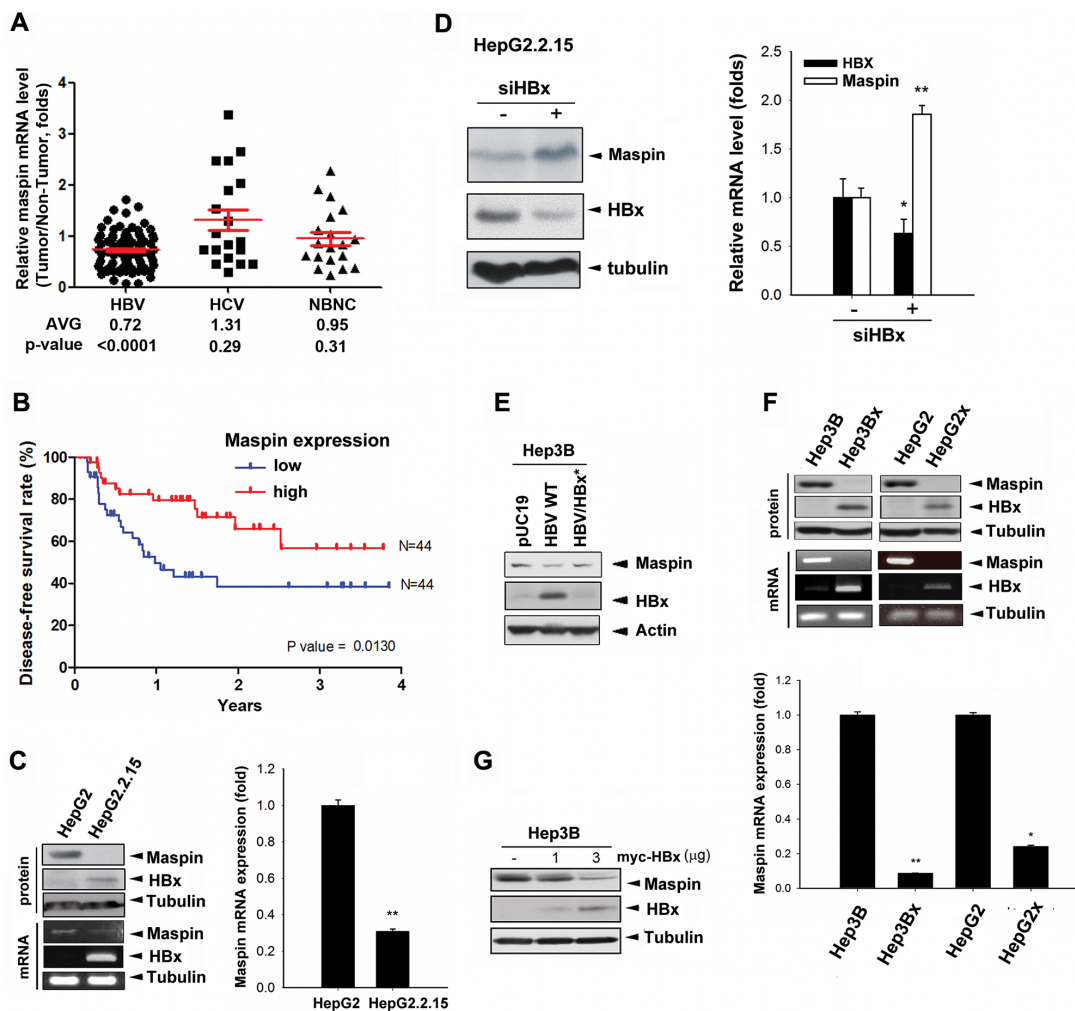 A
Relative maspin mRNA level
(Tumor/Non-Tumor, folds)
4
3
2
1
0
HBV HCV NBNC
AVG 0.72 1.31 0.95
p-value <0.0001 0.29 0.31
D
HepG2.2.15
siHBx
- +
Maspin
HBx
tubulin
Relative mRNA level (folds)
2.5
2.0
1.5
1.0
0.5
0.0
HBX
Maspin
**
*
- +
siHBx
B
Disease-free survival rate (%)
100
80
60
40
20
0
Maspin expression
low
high
N=44
N=44
P value = 0.0130
0 1 2 3 4
Years
E
Hep3B
pUC19
HBV WT
HBV/HBx*
Maspin
HBx
Actin
F
Hep3B
Hep3Bx
HepG2
HepG2x
protein
Maspin
HBx
Tubulin
mRNA
Maspin
HBx
Tubulin
Maspin mRNA expression (fold)
1.2
1.0
0.8
0.6
0.4
0.2
0.0
**
*
Hep3B
Hep3Bx
HepG2
HepG2x
C
HepG2
HepG2.2.15
protein
Maspin
HBx
Tubulin
mRNA
Maspin
HBx
Tubulin
Maspin mRNA expression (fold)
1.2
1.0
0.8
0.6
0.4
0.2
0.0
**
HepG2 HepG2.2.15
G
Hep3B
- 1 3 myc-HBx (μg)
Maspin
HBx
Tubulin